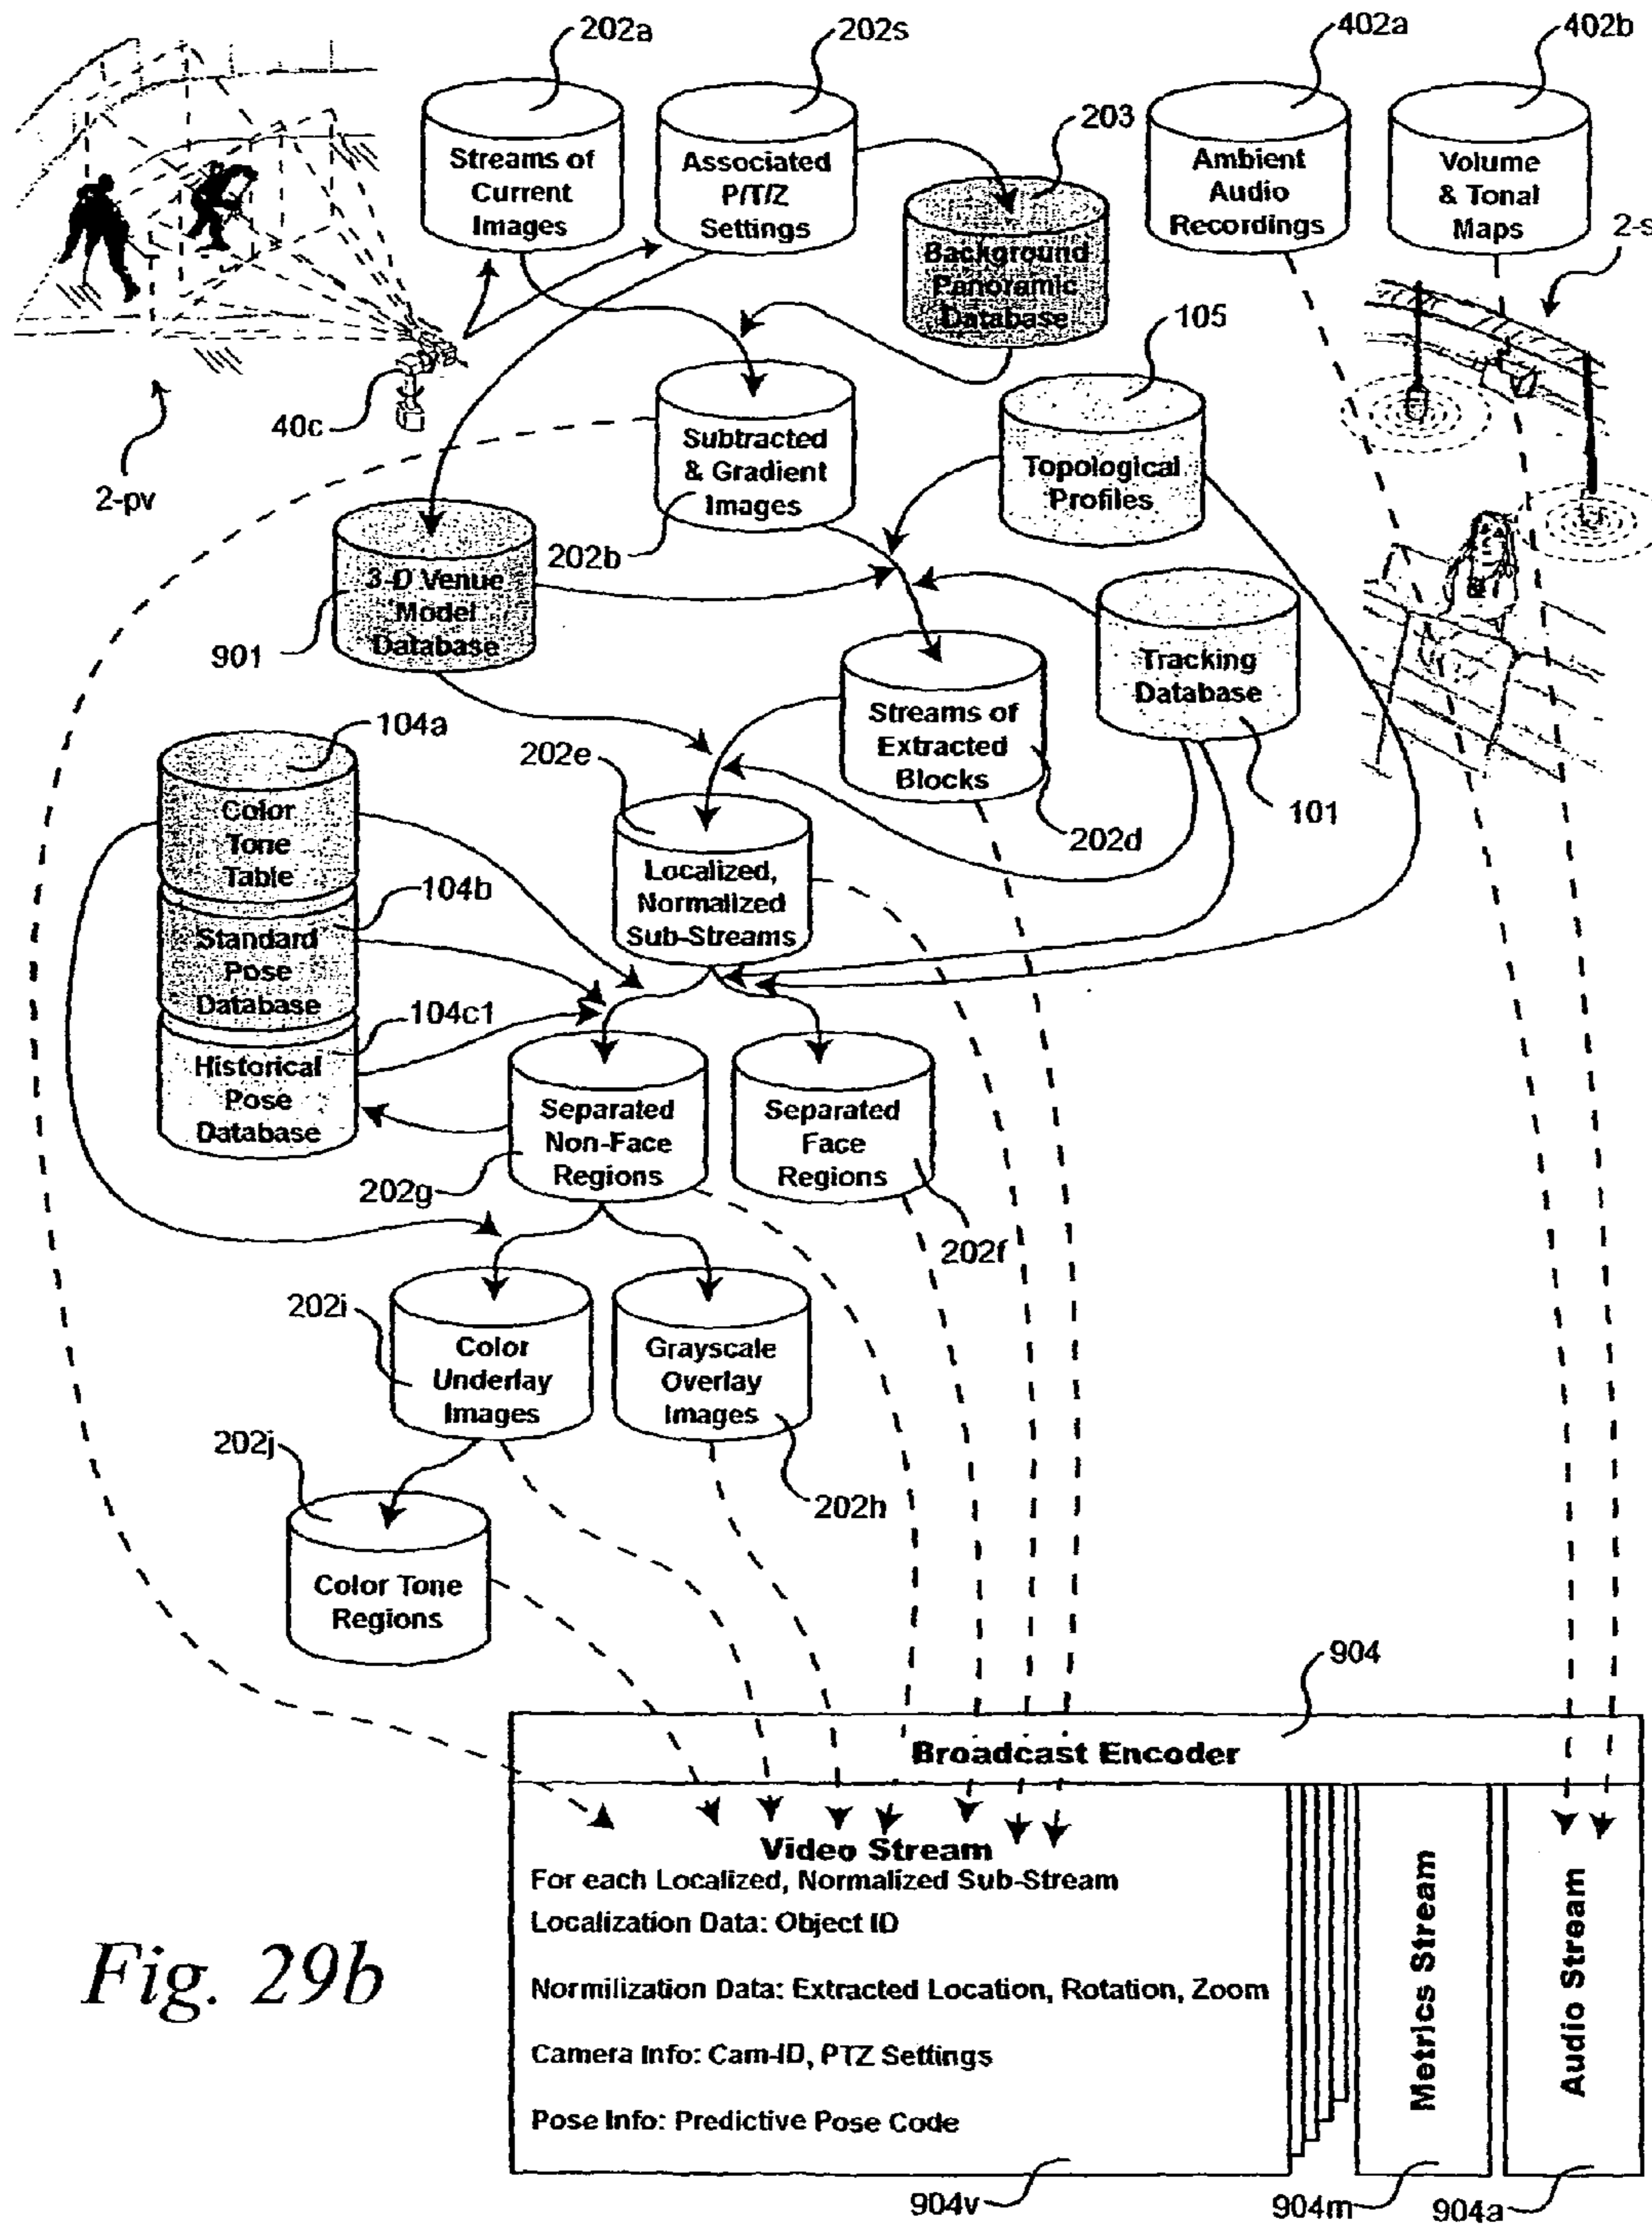 202a
202s
402a
402b
203
Streams of
Current
Images
Associated
P/T/Z
Settings
Background
Panoramic
Database
Ambient
Audio
Recordings
Volume
& Tonal
Maps
105
40c
2-pv
Subtracted
& Gradient
Images
202b
Topological
Profiles
3-D Venue
Model
Database
901
Tracking
Database
101
Streams of
Extracted
Blocks
202d
104a
202e
Color
Tone
Table
104b
Standard
Pose
Database
104c1
Historical
Pose
Database
Localized,
Normalized
Sub-Streams
Separated
Non-Face
Regions
202g
Separated
Face
Regions
202f
202i
Color
Underlay
Images
Grayscale
Overlay
Images
202h
202j
Color Tone
Regions
904
Broadcast Encoder
Video Stream
For each Localized, Normalized Sub-Stream
Localization Data: Object ID
Normilization Data: Extracted Location, Rotation, Zoom
Camera Info: Cam-ID, PTZ Settings
Pose Info: Predictive Pose Code
Metrics Stream
Audio Stream
904v
904m
904a
Fig. 29b